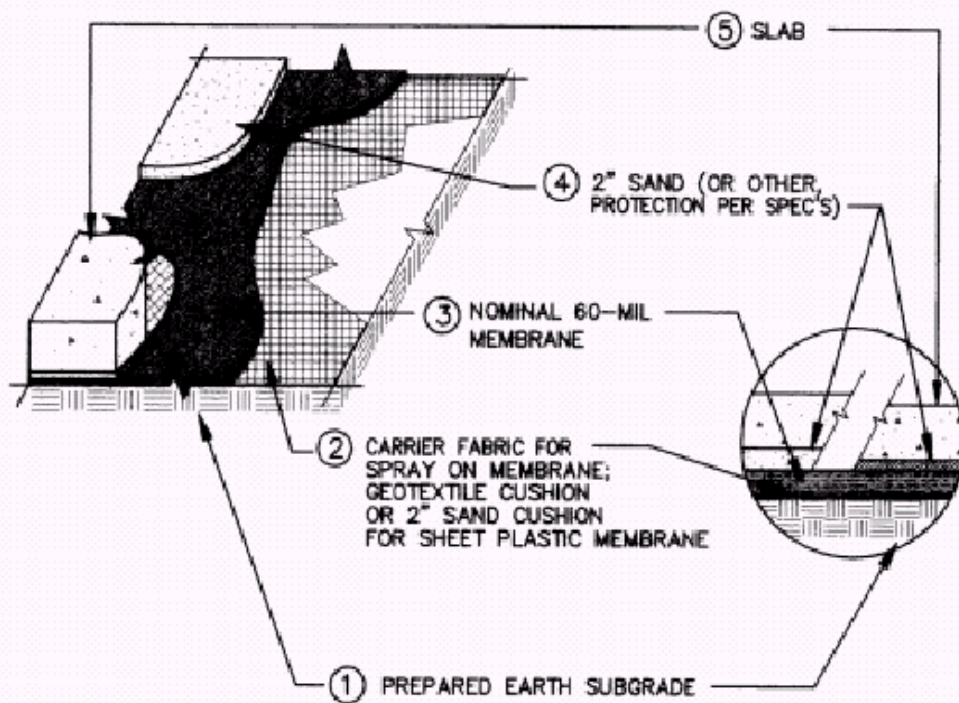 ⑤ SLAB
④ 2" SAND (OR OTHER,
PROTECTION PER SPEC'S)
③ NOMINAL 60-MIL
MEMBRANE
② CARRIER FABRIC FOR
SPRAY ON MEMBRANE;
GEOTEXTILE CUSHION
OR 2" SAND CUSHION
FOR SHEET PLASTIC MEMBRANE
① PREPARED EARTH SUBGRADE